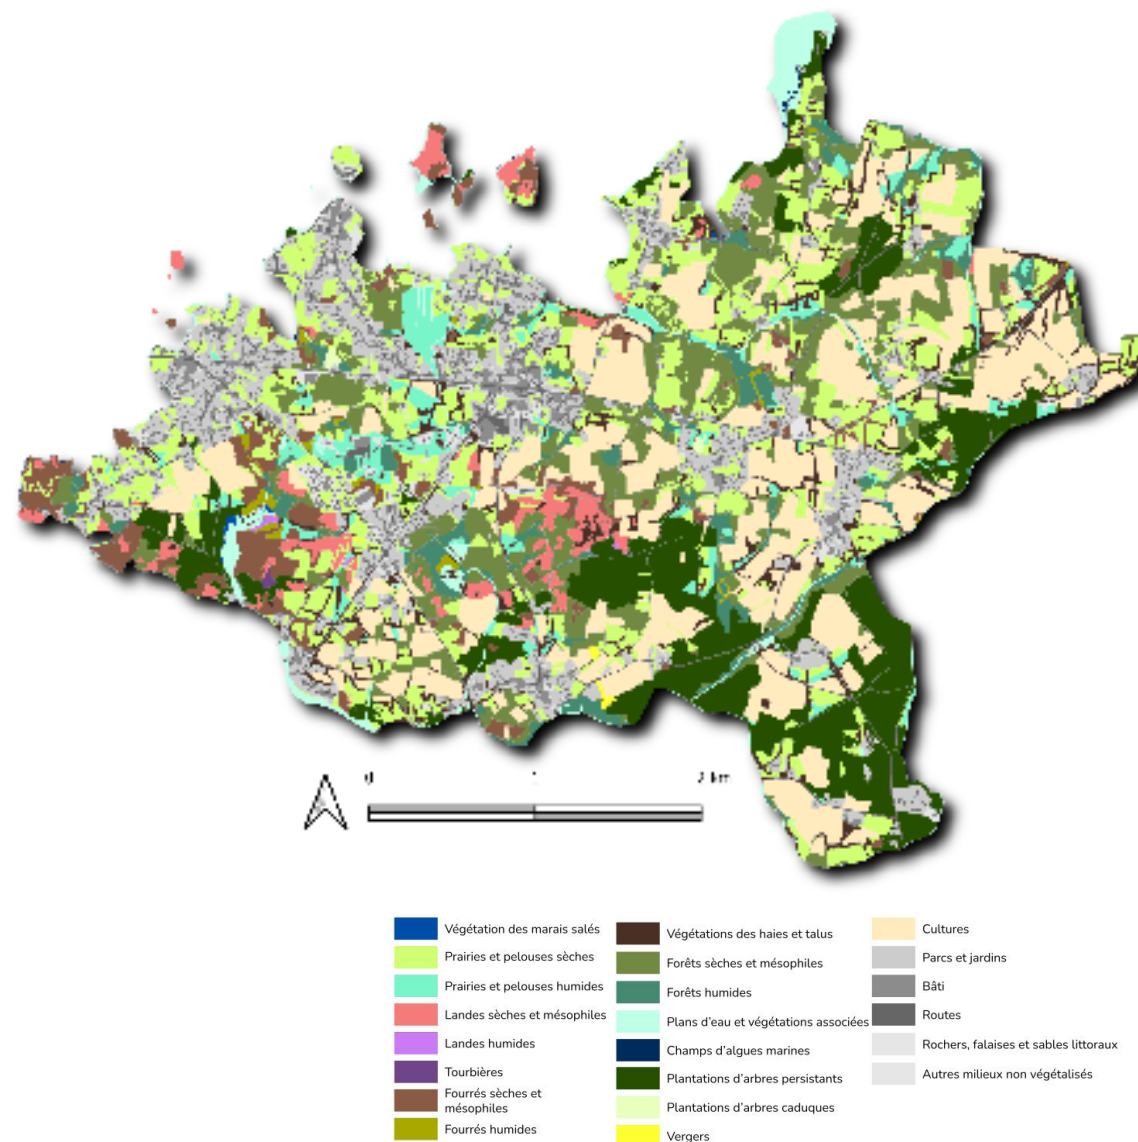 0 1 2 km
Végétation des marais salés
Prairies et pelouses sèches
Prairies et pelouses humides
Landes sèches et mésophiles
Landes humides
Tourbières
Fourrés sèches et
mésophiles
Fourrés humides
Végétations des haies et talus
Forêts sèches et mésophiles
Forêts humides
Plans d'eau et végétations associées
Champs d'algues marines
Plantations d'arbres persistants
Plantations d'arbres caduques
Vergers
Cultures
Parcs et jardins
Bâti
Routes
Rochers, falaises et sables littoraux
Autres milieux non végétalisés